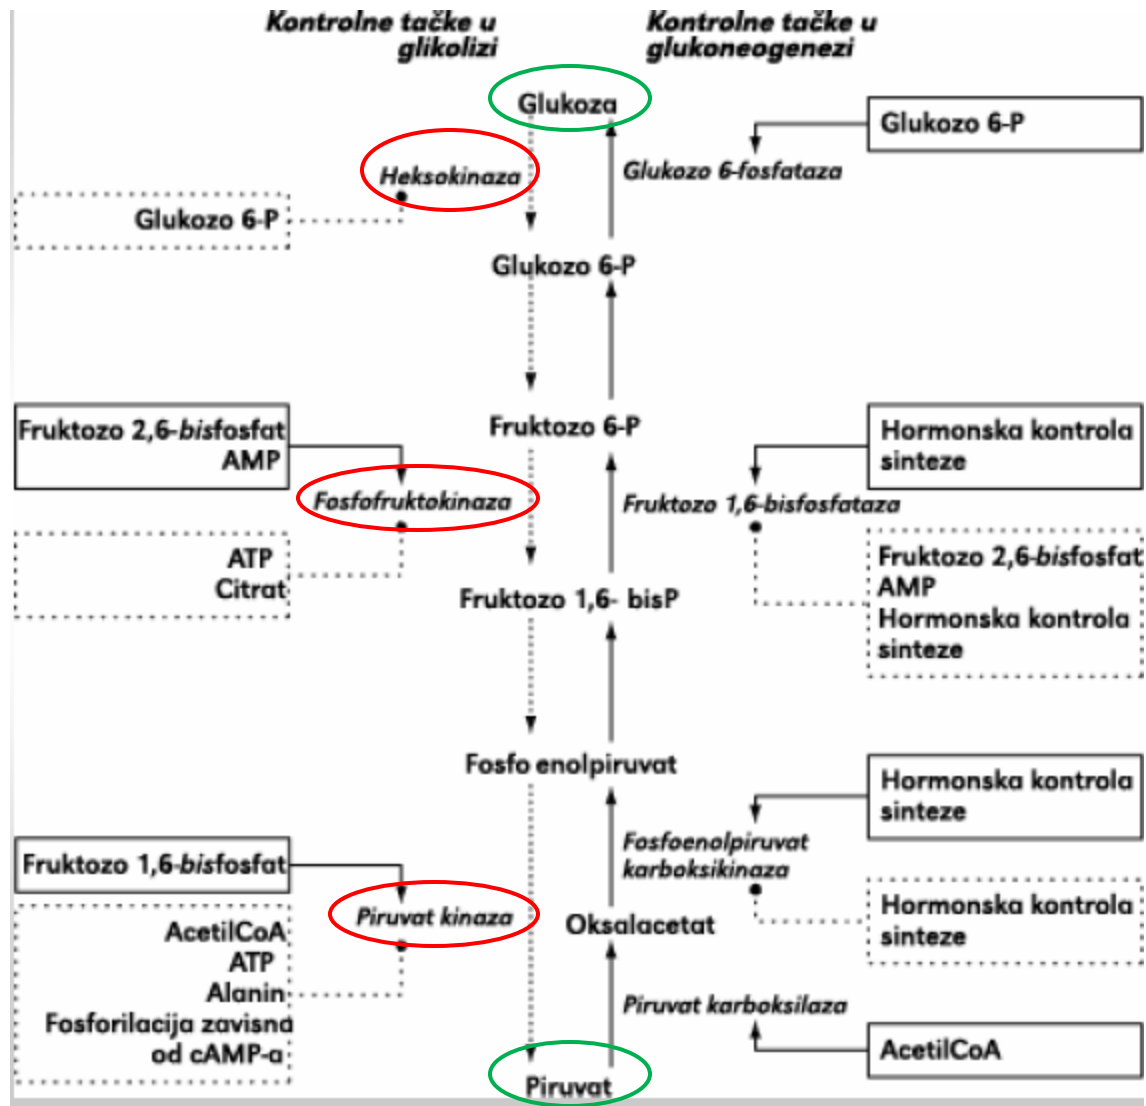 Kontrolne tačke u
glikolizi
Kontrolne tačke u
glukoneogenezi
Glukoza
Glukozo 6-P
Heksokinaza
Glukozo 6-fosfataza
Glukozo 6-P
Glukozo 6-P
Fruktozo 2,6-bisfosfat
AMP
Fruktozo 6-P
Hormonska kontrola
sinteze
Fosfofruktokinaza
Fruktozo 1,6-bisfosfataza
ATP
Citrat
Fruktozo 2,6-bisfosfat
AMP
Hormonska kontrola
sinteze
Fruktozo 1,6- bisP
Fosfo enolpiruvat
Hormonska kontrola
sinteze
Fosfoenolpiruvat
karboksikinaza
Fruktozo 1,6-bisfosfat
Piruvat kinaza
Oksalacetat
Hormonska kontrola
sinteze
AcetilCoA
ATP
Alanin
Fosforilacija zavisna
od cAMP-a
Piruvat karboksilaza
AcetilCoA
Piruvat